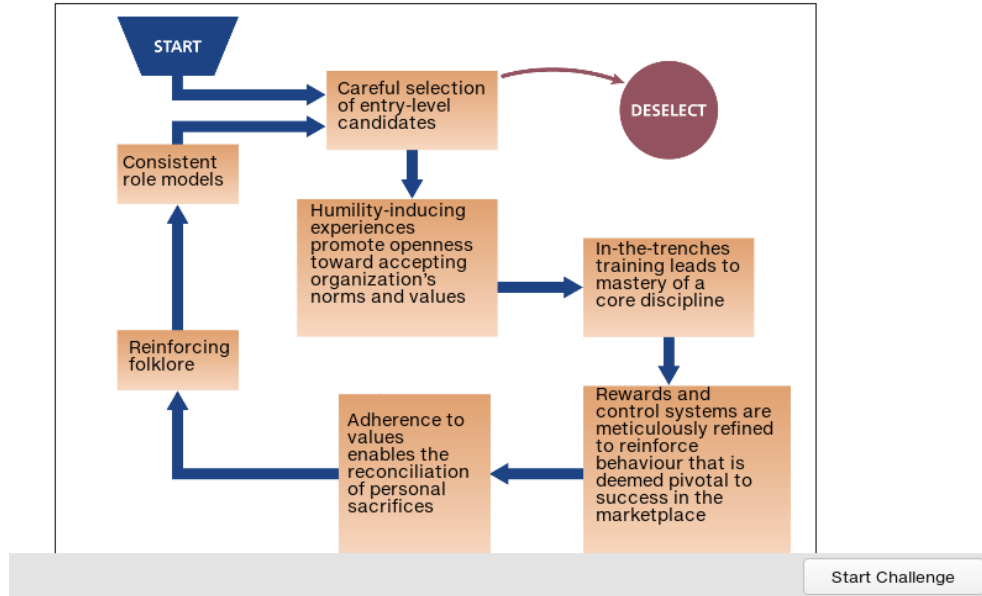 START
Careful selection
of entry-level
candidates
DESELECT
Humility-inducing
experiences
promote openness
toward accepting
organization's
norms and values
In-the-trenches
training leads to
mastery of a
core discipline
Rewards and
control systems are
meticulously refined
to reinforce
behaviour that is
deemed pivotal to
success in the
marketplace
Adherence to
values
enables the
reconciliation
of personal
sacrifices
Reinforcing
folklore
Consistent
role models
Start Challenge